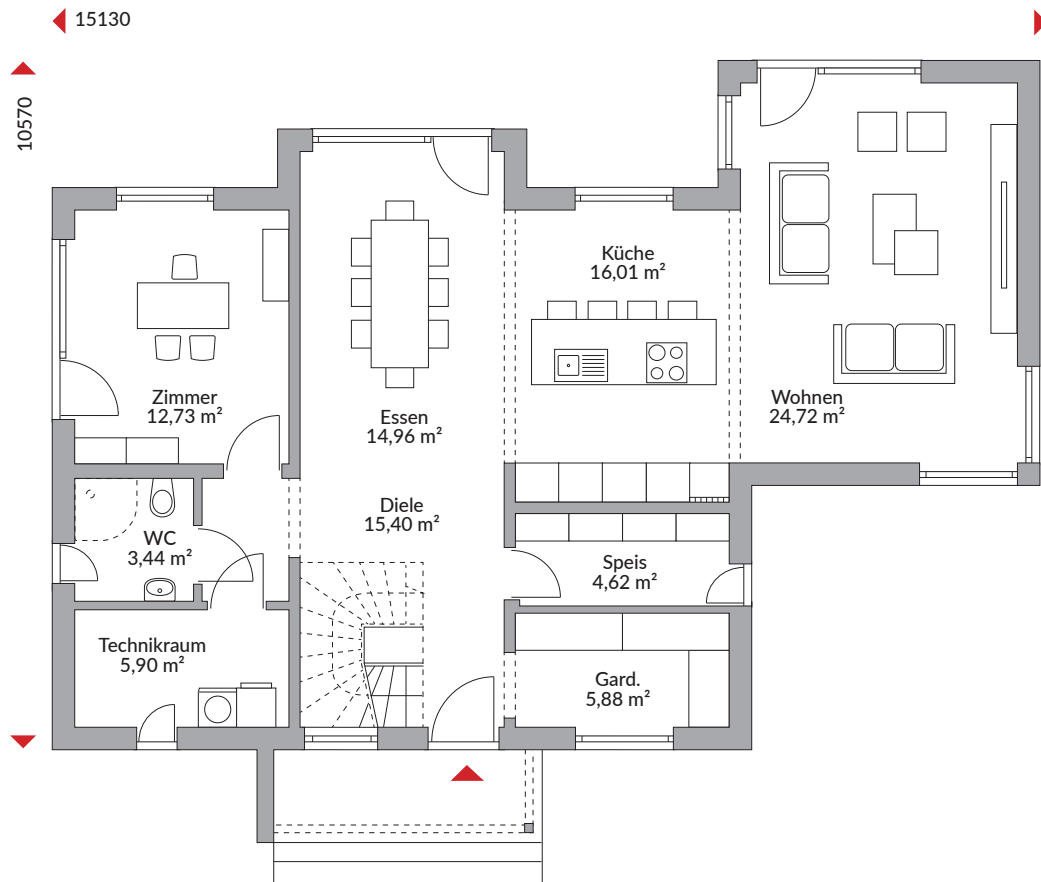 15130
10570
Küche
16,01 m²
Zimmer
12,73 m²
Essen
14,96 m²
Wohnen
24,72 m²
Diele
15,40 m²
WC
3,44 m²
Speis
4,62 m²
Technikraum
5,90 m²
Gard.
5,88 m²